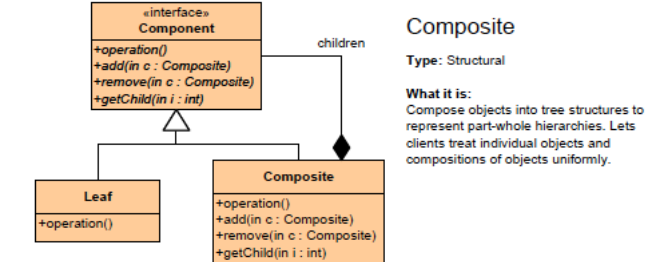 «interface»
Component
+operation()
+add(in c : Composite)
+remove(in c : Composite)
+getChild(in i : int)
children
Leaf
+operation()
Composite
+operation()
+add(in c : Composite)
+remove(in c : Composite)
+getChild(in i : int)
Composite
Type: Structural
What it is:
Compose objects into tree structures to
represent part-whole hierarchies. Lets
clients treat individual objects and
compositions of objects uniformly.